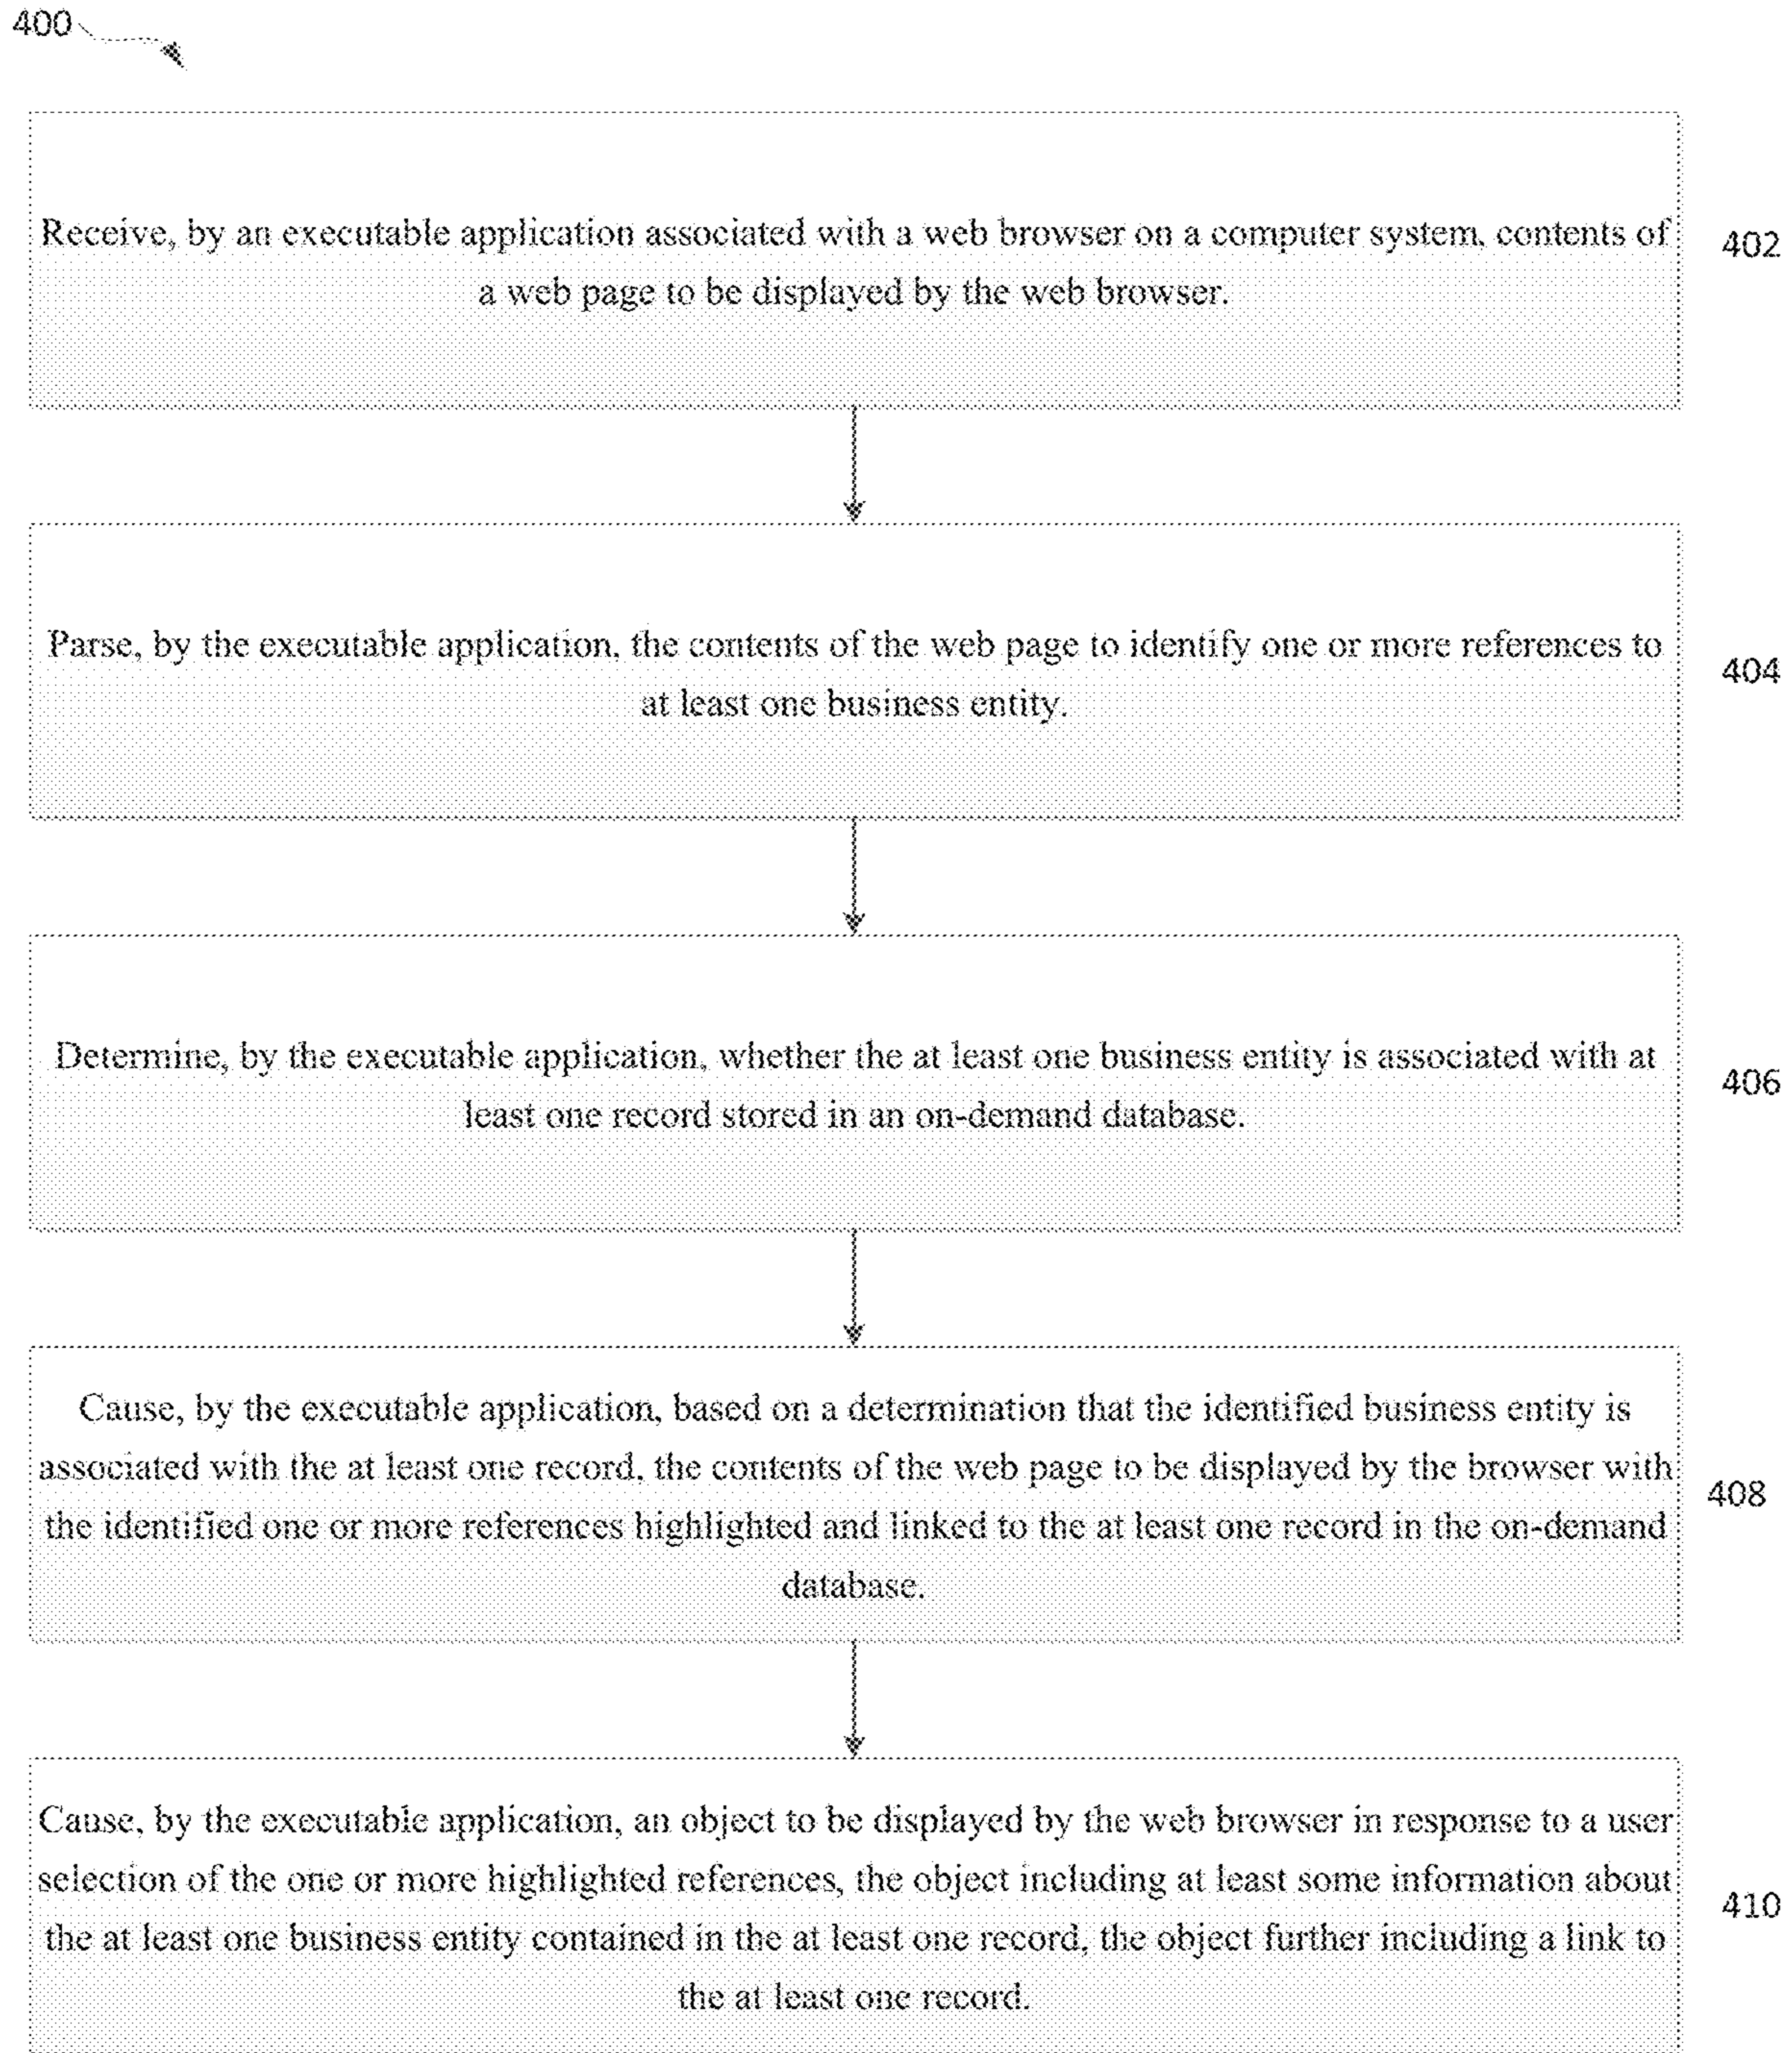 400
Receive, by an executable application associated with a web browser on a computer system, contents of
a web page to be displayed by the web browser.
402
Parse, by the executable application, the contents of the web page to identify one or more references to
at least one business entity.
404
Determine, by the executable application, whether the at least one business entity is associated with at
least one record stored in an on-demand database.
406
Cause, by the executable application, based on a determination that the identified business entity is
associated with the at least one record, the contents of the web page to be displayed by the browser with
the identified one or more references highlighted and linked to the at least one record in the on-demand
database.
408
Cause, by the executable application, an object to be displayed by the web browser in response to a user
selection of the one or more highlighted references, the object including at least some information about
the at least one business entity contained in the at least one record, the object further including a link to
the at least one record.
410